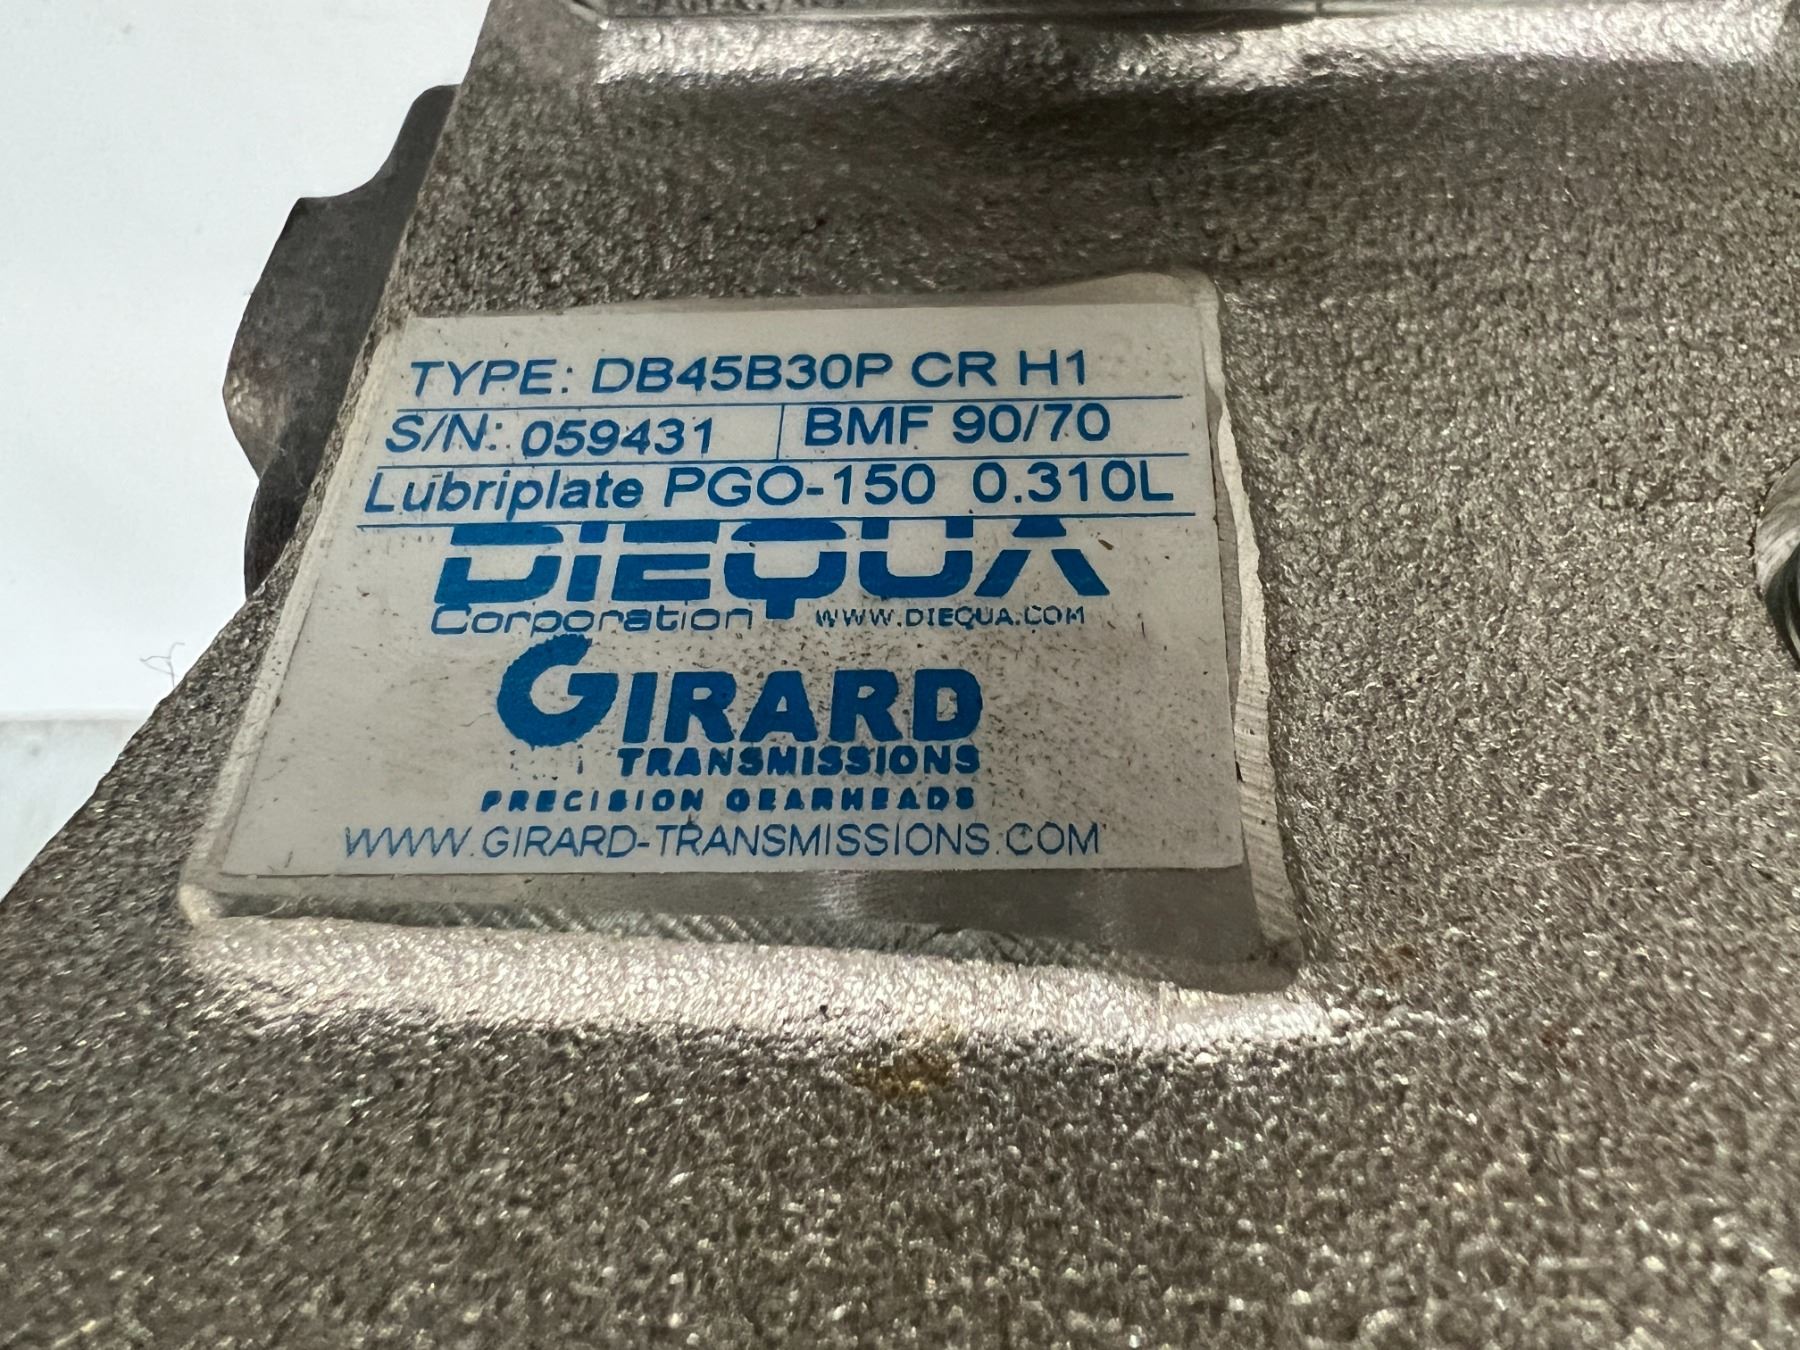 TYPE: DB45B30P CR H1
S/N: 059431 BMF 90/70
Lubriplate PGO-150 0.310L
DIEQUA
Corporation WWW.DIEQUA.COM
GIRARD
TRANSMISSIONS
PRECISION GEARHEADS
WWW.GIRARD-TRANSMISSIONS.COM